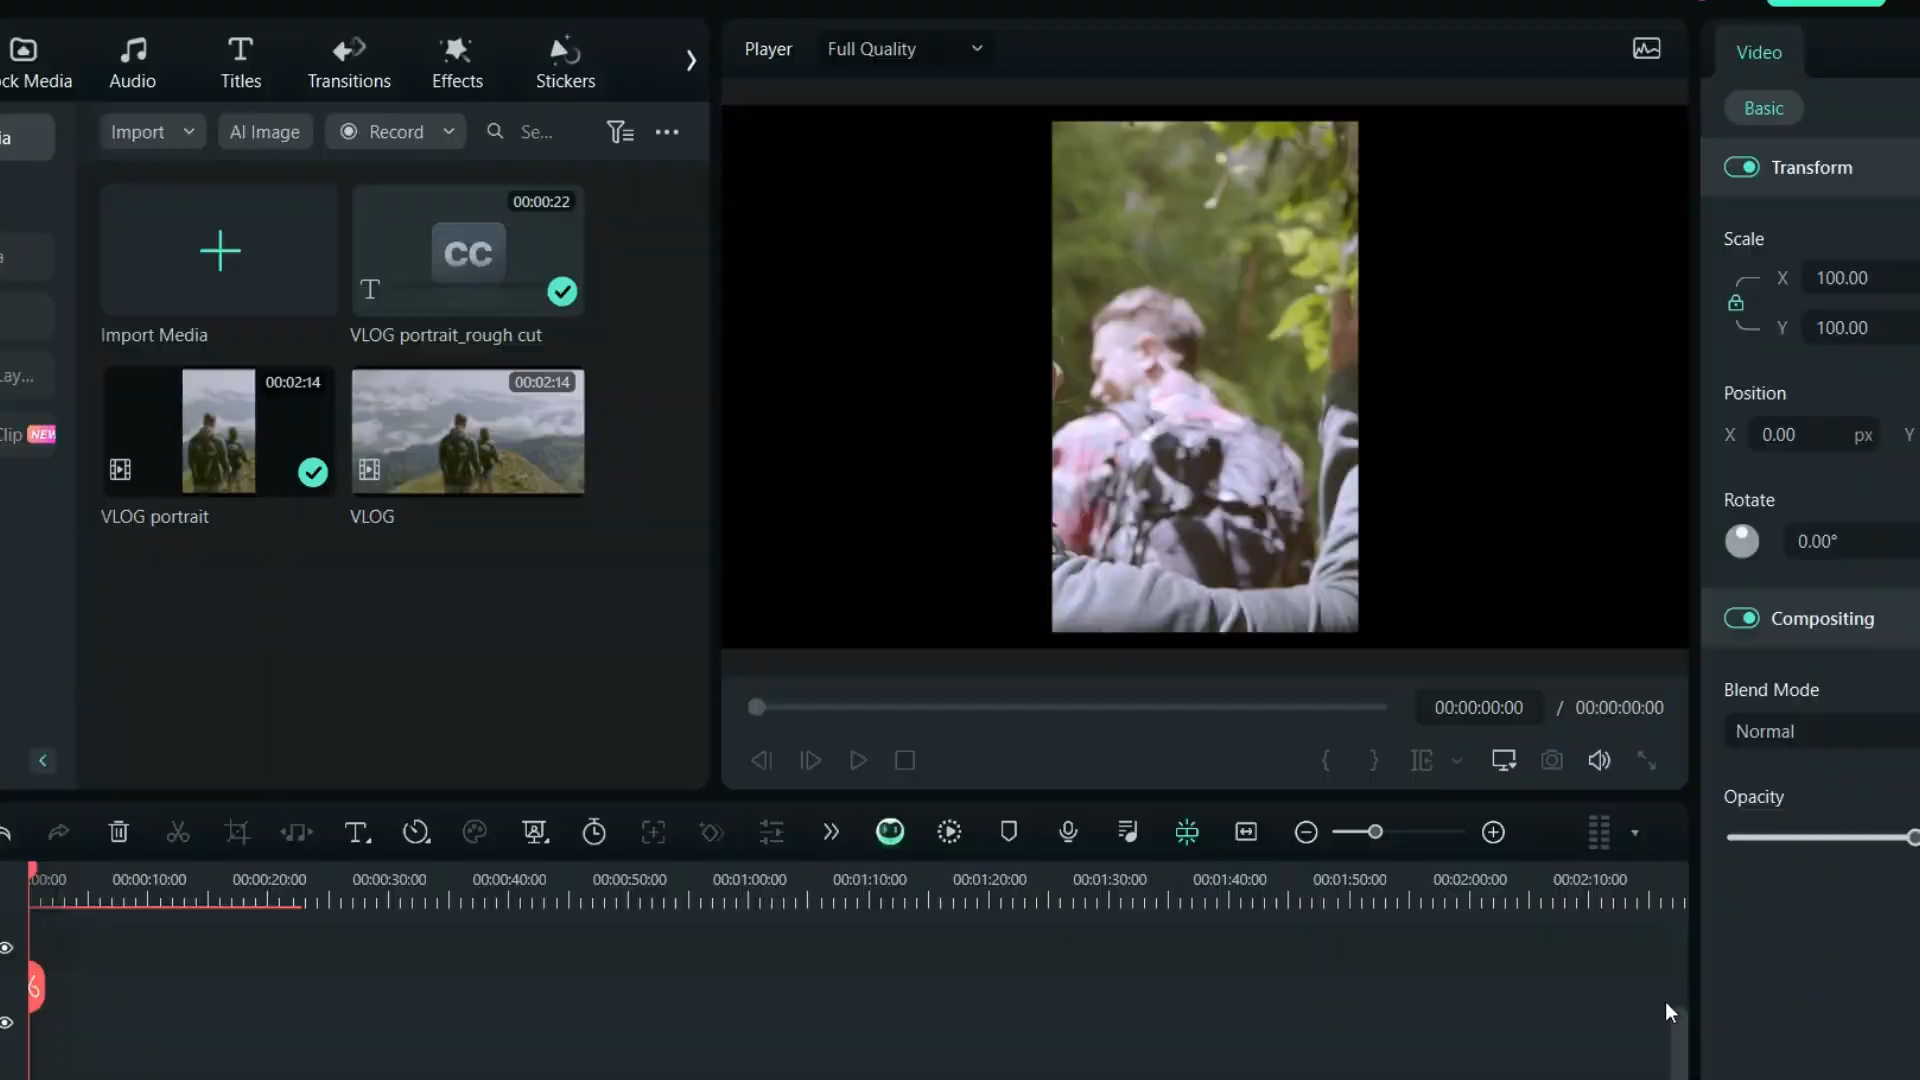 ck Media
Audio
Titles
Transitions
Effects
Stickers
Player
Full Quality
Video
Basic
ia
Import
AI Image
Record
Se...
Transform
a
00:00:22
CC
T
Import Media
VLOG portrait_rough cut
Scale
X 100.00
Y 100.00
Lay...
Clip NEW
00:02:14
00:02:14
VLOG portrait
VLOG
Position
X 0.00 px Y
Rotate
0.00°
Compositing
Blend Mode
Normal
Opacity
00:00:00:00 / 00:00:00:00
:00:00 00:00:10:00 00:00:20:00 00:00:30:00 00:00:40:00 00:00:50:00 00:01:00:00 00:01:10:00 00:01:20:00 00:01:30:00 00:01:40:00 00:01:50:00 00:02:00:00 00:02:10:00